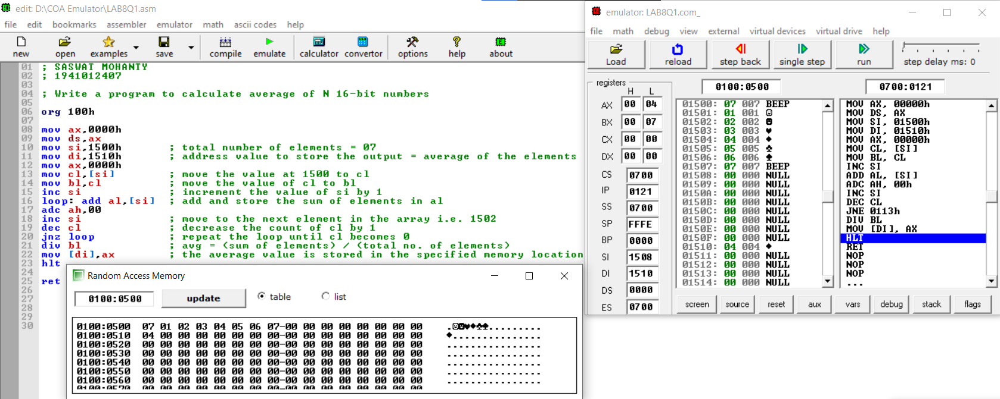 edit: D:\COA Emulator\LAB8Q1.asm
file edit bookmarks assembler emulator math ascii codes help
new open examples save compile emulate calculator convertor options help about
01 ; SASWAT MOHANTY
02 ; 1941012407
03
04 ; Write a program to calculate average of N 16-bit numbers
05
06 org 100h
07
08 mov ax,0000h
09 mov ds,ax
10 mov si,1500h ; total number of elements = 07
11 mov di,1510h ; address value to store the output = average of the elements
12 mov ax,0000h
13 mov cl,[si] ; move the value at 1500 to cl
14 mov bl,cl ; move the value of cl to bl
15 inc si ; increment the value of si by 1
16 loop: add al,[si] ; add and store the sum of elements in al
17 adc ah,00
18 inc si ; move to the next element in the array i.e. 1502
19 dec cl ; decrease the count of cl by 1
20 jnz loop ; repeat the loop until cl becomes 0
21 div bl ; avg = (sum of elements) / (total no. of elements)
22 mov [di],ax ; the average value is stored in the specified memory location
23 hlt
24
25 ret
26
27
28
29
30
Random Access Memory
0100:0500 update table list
0100:0500 07 01 02 03 04 05 06 07-00 00 00 00 00 00 00 00 .☺☻♥♦♣♠.........
0100:0510 04 00 00 00 00 00 00 00-00 00 00 00 00 00 00 00 ♦...............
0100:0520 00 00 00 00 00 00 00 00-00 00 00 00 00 00 00 00 ................
0100:0530 00 00 00 00 00 00 00 00-00 00 00 00 00 00 00 00 ................
0100:0540 00 00 00 00 00 00 00 00-00 00 00 00 00 00 00 00 ................
0100:0550 00 00 00 00 00 00 00 00-00 00 00 00 00 00 00 00 ................
0100:0560 00 00 00 00 00 00 00 00-00 00 00 00 00 00 00 00 ................
0100:0570 00 00 00 00 00 00 00 00-00 00 00 00 00 00 00 00
emulator: LAB8Q1.com_
file math debug view external virtual devices virtual drive help
Load reload step back single step run step delay ms: 0
registers
H L
AX 00 04
BX 00 07
CX 00 00
DX 00 00
CS 0700
IP 0121
SS 0700
SP FFFE
BP 0000
SI 1508
DI 1510
DS 0000
ES 0700
0100:0500
01500: 07 007 BEEP
01501: 01 001 ☺
01502: 02 002 ☻
01503: 03 003 ♥
01504: 04 004 ♦
01505: 05 005 ♣
01506: 06 006 ♠
01507: 07 007 BEEP
01508: 00 000 NULL
01509: 00 000 NULL
0150A: 00 000 NULL
0150B: 00 000 NULL
0150C: 00 000 NULL
0150D: 00 000 NULL
0150E: 00 000 NULL
0150F: 00 000 NULL
01510: 04 004 ♦
01511: 00 000 NULL
01512: 00 000 NULL
01513: 00 000 NULL
01514: 00 000 NULL
0700:0121
MOV AX, 00000h
MOV DS, AX
MOV SI, 01500h
MOV DI, 01510h
MOV AX, 00000h
MOV CL, [SI]
MOV BL, CL
INC SI
ADD AL, [SI]
ADC AH, 00h
INC SI
DEC CL
JNE 0113h
DIV BL
MOV [DI], AX
HLT
RET
NOP
NOP
NOP
...
screen source reset aux vars debug stack flags